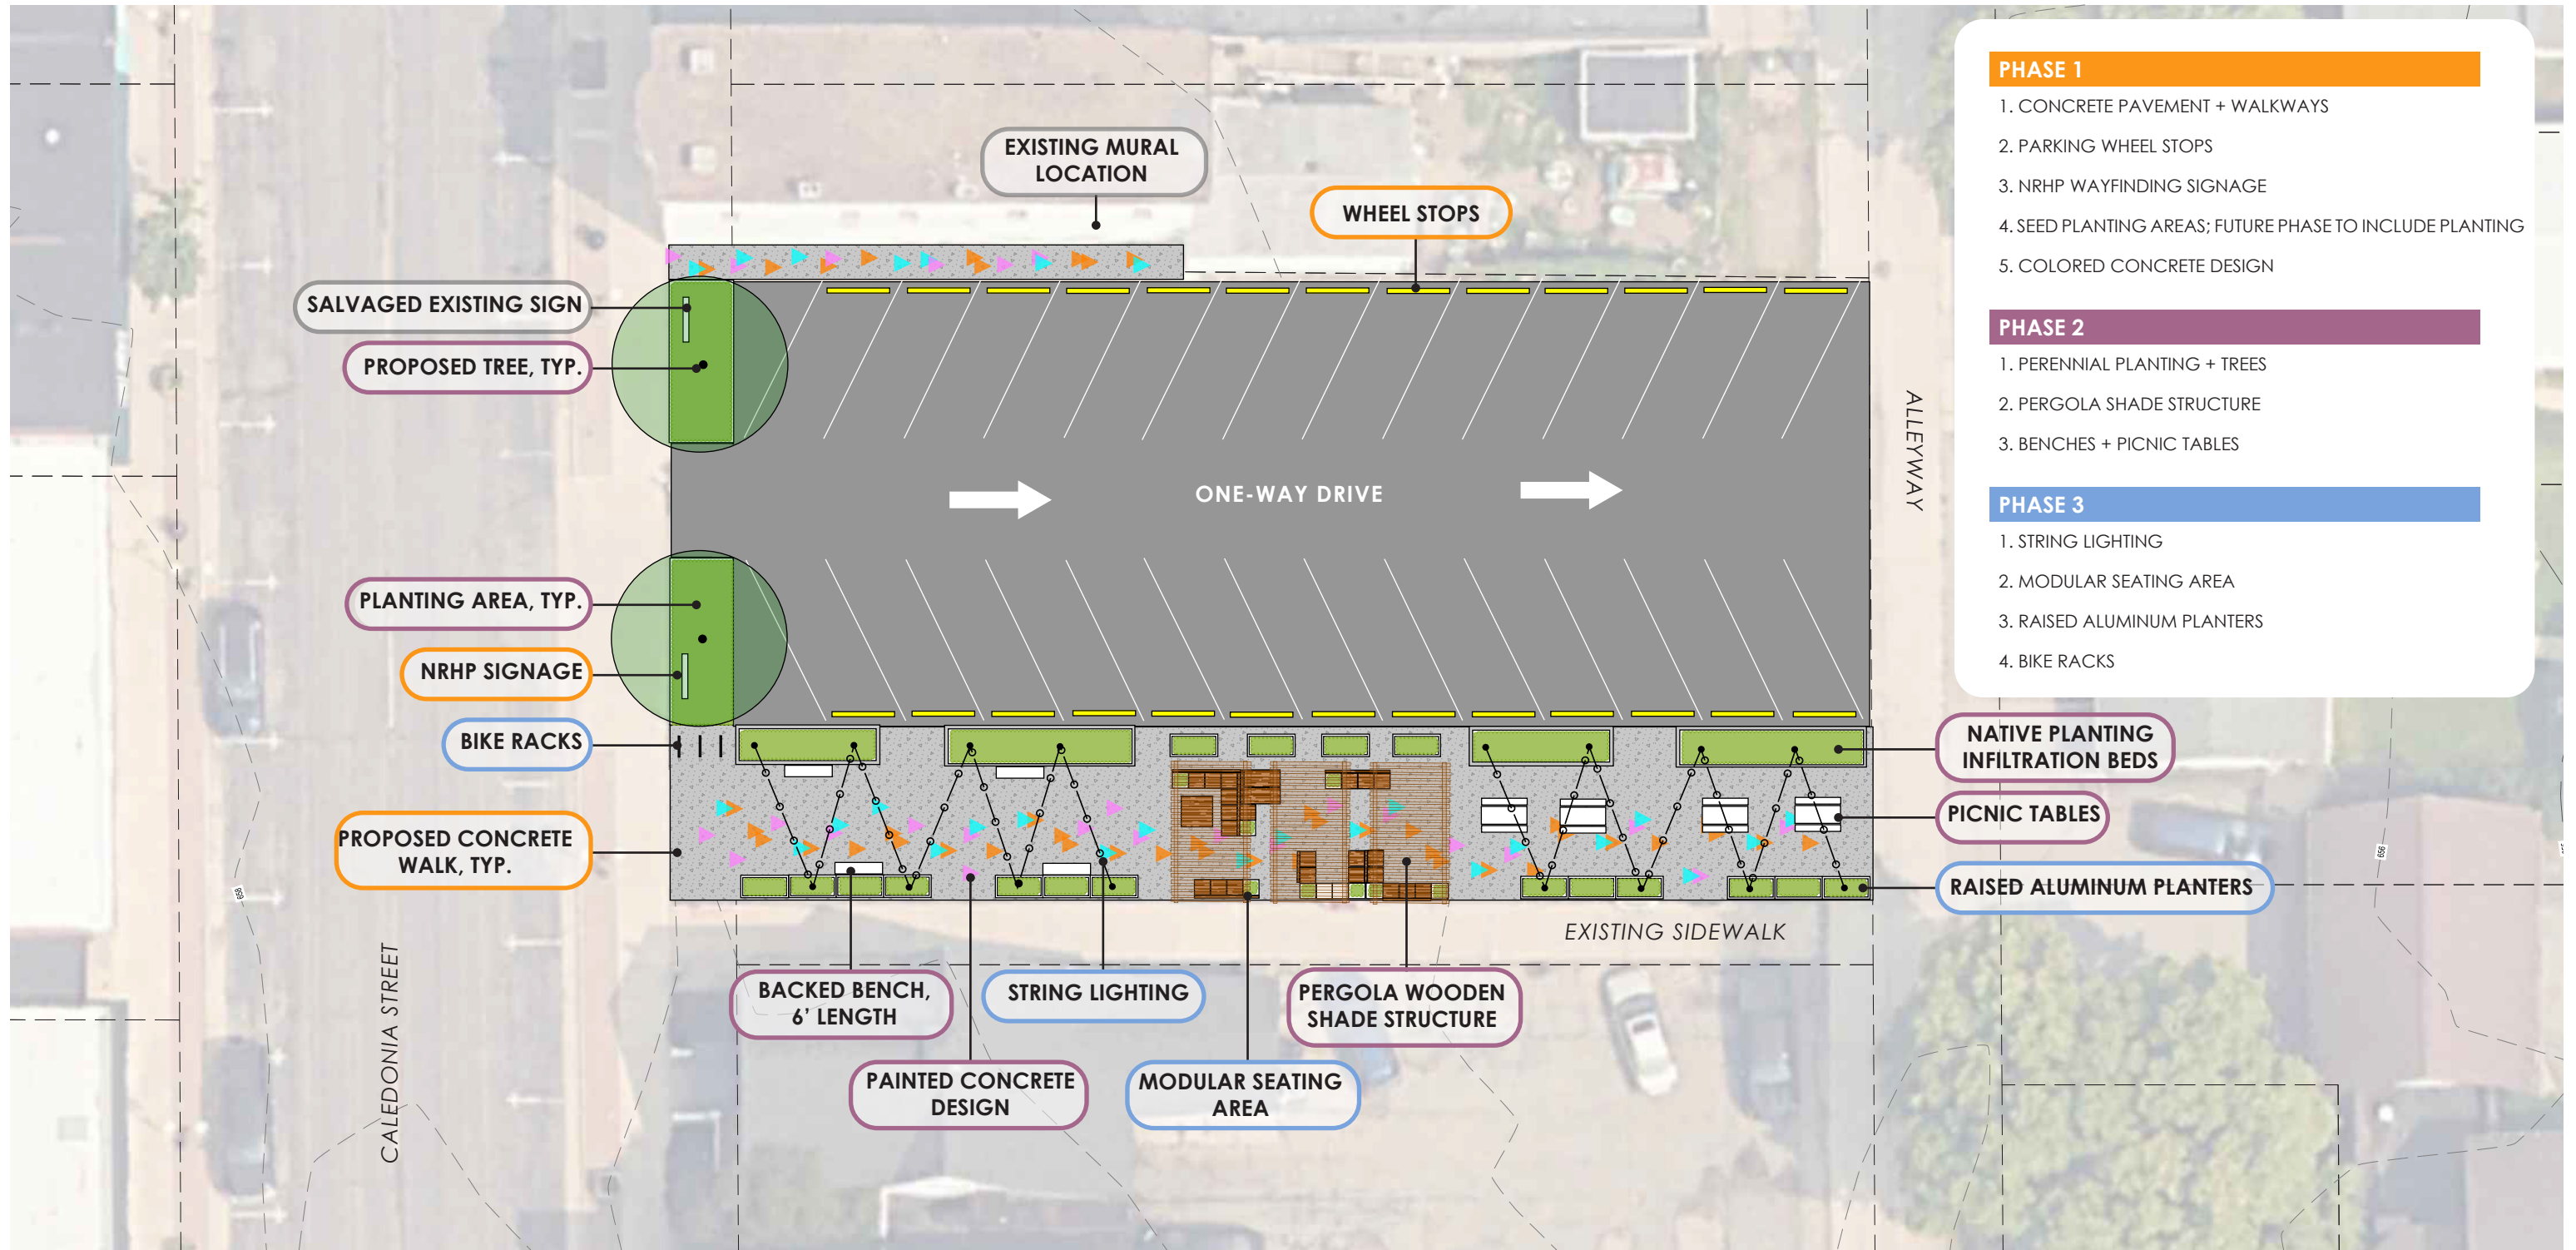 EXISTING MURAL
LOCATION
WHEEL STOPS
SALVAGED EXISTING SIGN
PROPOSED TREE, TYP.
ONE-WAY DRIVE
PLANTING AREA, TYP.
NRHP SIGNAGE
BIKE RACKS
PROPOSED CONCRETE
WALK, TYP.
ALLEYWAY
PHASE 1
1. CONCRETE PAVEMENT + WALKWAYS
2. PARKING WHEEL STOPS
3. NRHP WAYFINDING SIGNAGE
4. SEED PLANTING AREAS; FUTURE PHASE TO INCLUDE PLANTING
5. COLORED CONCRETE DESIGN
PHASE 2
1. PERENNIAL PLANTING + TREES
2. PERGOLA SHADE STRUCTURE
3. BENCHES + PICNIC TABLES
PHASE 3
1. STRING LIGHTING
2. MODULAR SEATING AREA
3. RAISED ALUMINUM PLANTERS
4. BIKE RACKS
NATIVE PLANTING
INFILTRATION BEDS
PICNIC TABLES
RAISED ALUMINUM PLANTERS
EXISTING SIDEWALK
BACKED BENCH,
6' LENGTH
STRING LIGHTING
PERGOLA WOODEN
SHADE STRUCTURE
PAINTED CONCRETE
DESIGN
MODULAR SEATING
AREA
CALEDONIA STREET
658
656